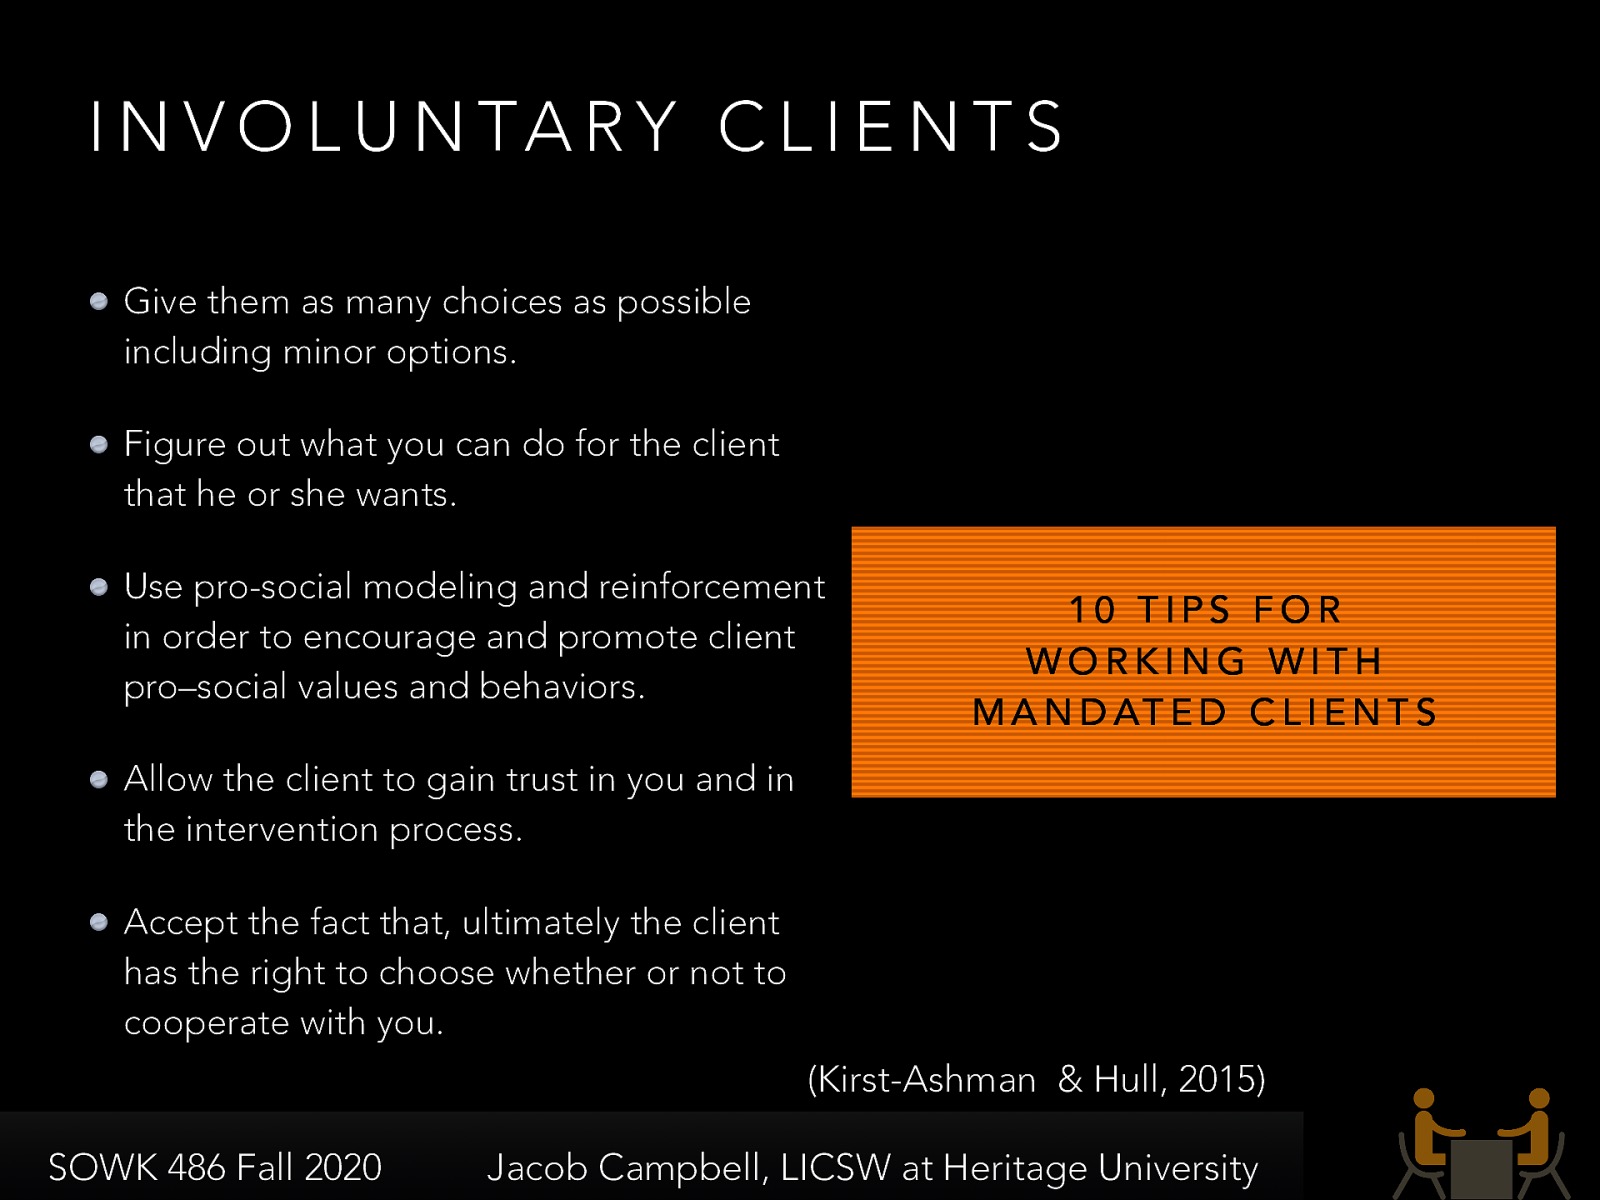 INVOLUNTARY CLIENTS
Give them as many choices as possible
including minor options.
Figure out what you can do for the client
that he or she wants.
Use pro-social modeling and reinforcement
in order to encourage and promote client
pro–social values and behaviors.
Allow the client to gain trust in you and in
the intervention process.
Accept the fact that, ultimately the client
has the right to choose whether or not to
cooperate with you.
10 TIPS FOR
WORKING WITH
MANDATED CLIENTS
(Kirst-Ashman & Hull, 2015)
SOWK 486 Fall 2020
Jacob Campbell, LICSW at Heritage University